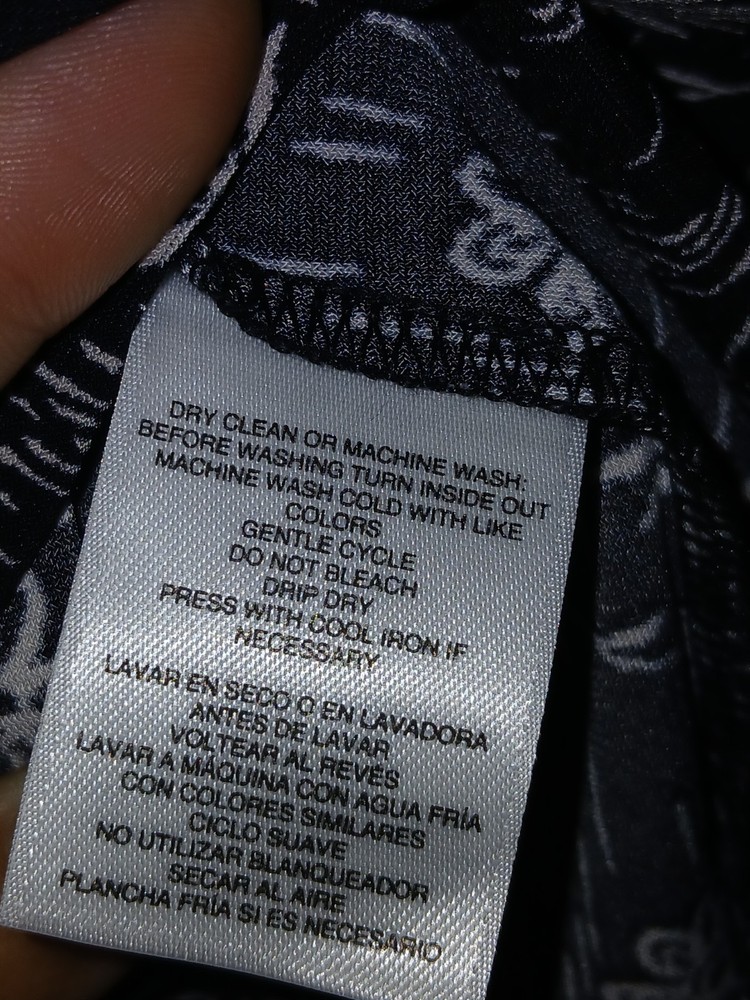 DRY CLEAN OR MACHINE WASH:
BEFORE WASHING TURN INSIDE OUT
MACHINE WASH COLD WITH LIKE
COLORS
GENTLE CYCLE
DO NOT BLEACH
DRIP DRY
PRESS WITH COOL IRON IF
NECESSARY
LAVAR EN SECO O EN LAVADORA
ANTES DE LAVAR
VOLTEAR AL REVÉS
LAVAR A MÁQUINA CON AGUA FRÍA
CON COLORES SIMILARES
CICLO SUAVE
NO UTILIZAR BLANQUEADOR
SECAR AL AIRE
PLANCHA FRÍA SI ES NECESARIO